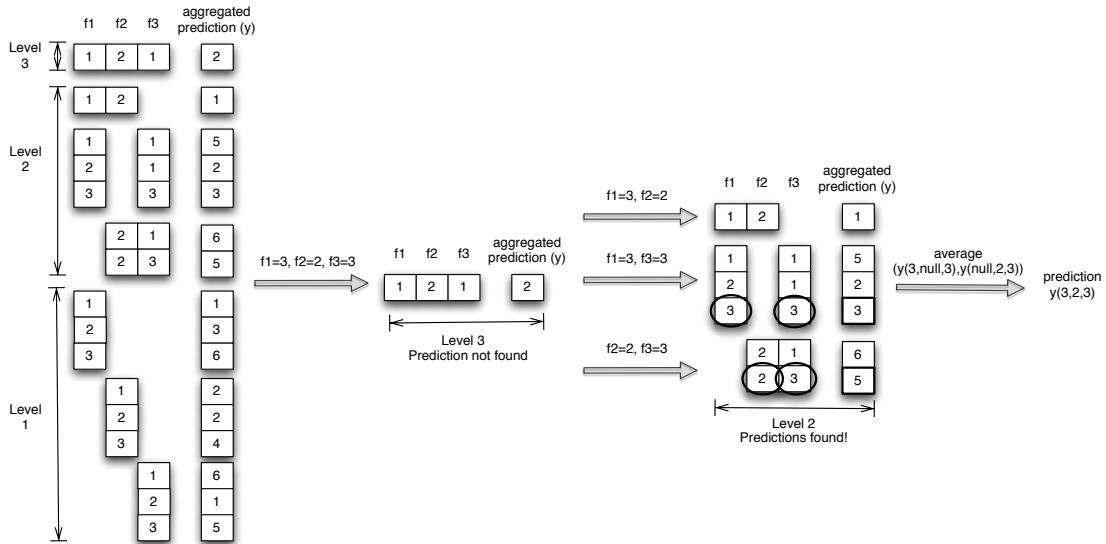 f1 f2 f3 aggregated prediction (y)
Level 3
1 2 1 2
Level 2
1 2 1
1 1 5
2 1 2
3 3 3
2 1 6
2 3 5
Level 1
1 1
2 3
3 6
1 2
2 2
3 4
1 6
2 1
3 5
f1=3, f2=2, f3=3
f1 f2 f3 aggregated prediction (y)
1 2 1 2
Level 3
Prediction not found
f1=3, f2=2
f1=3, f3=3
f2=2, f3=3
f1 f2 f3 aggregated prediction (y)
1 2 1
1 1 5
2 1 2
3 3 3
2 1 6
2 3 5
Level 2
Predictions found!
average
(y(3,null,3),y(null,2,3))
prediction
y(3,2,3)